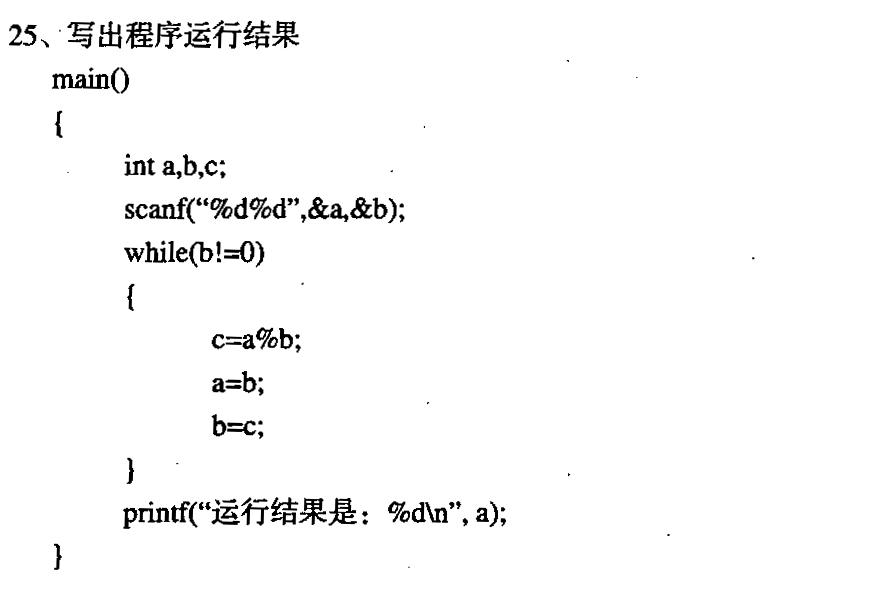 25、写出程序运行结果
main()
{
int a,b,c;
scanf(“%d%d”,&a,&b);
while(b!=0)
{
c=a%b;
a=b;
b=c;
}
printf(“运行结果是：%d\n”, a);
}